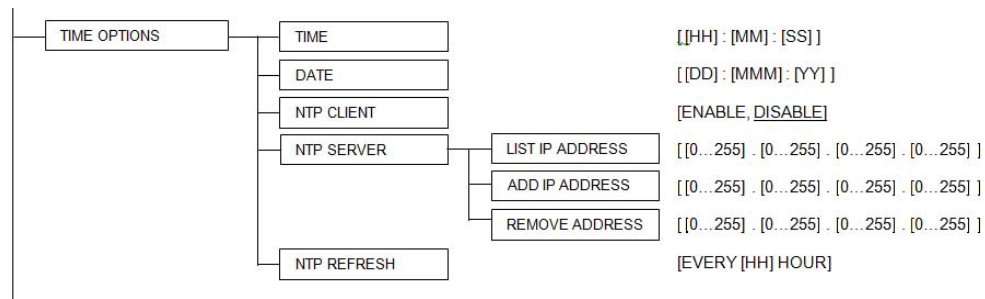 TIME OPTIONS TIME [ [HH] : [MM] : [SS] ]
DATE [ [DD] : [MMM] : [YY] ]
NTP CLIENT [ENABLE, DISABLE]
NTP SERVER LIST IP ADDRESS [ [0...255] . [0...255] . [0...255] . [0...255] ]
ADD IP ADDRESS [ [0...255] . [0...255] . [0...255] . [0...255] ]
REMOVE ADDRESS [ [0...255] . [0...255] . [0...255] . [0...255] ]
NTP REFRESH [EVERY [HH] HOUR]